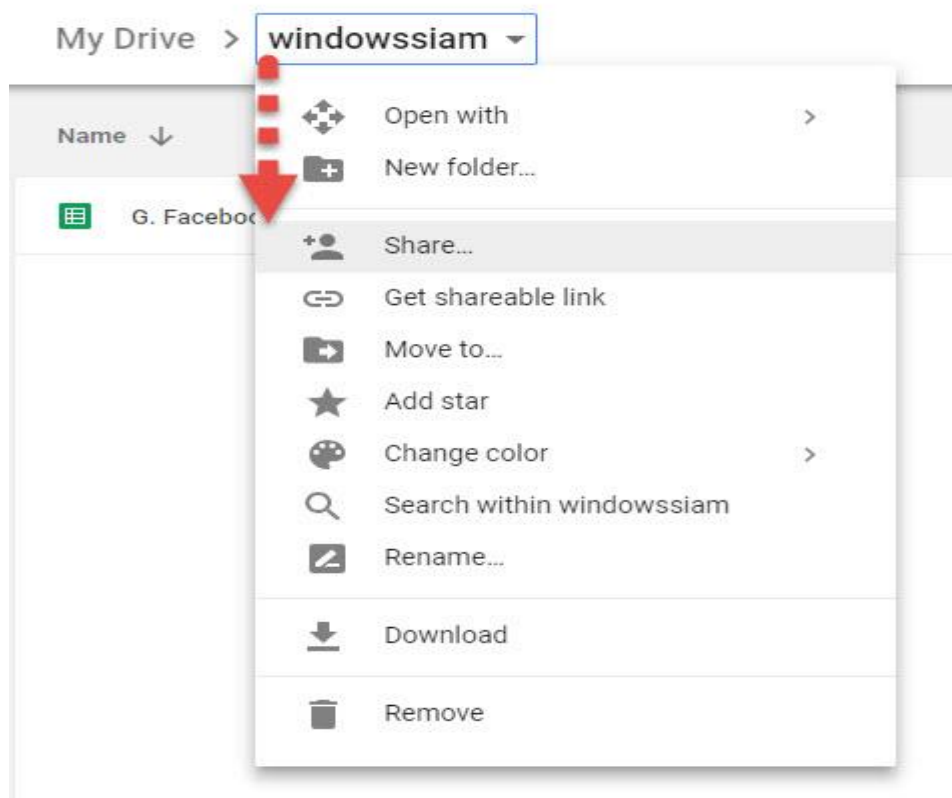 My Drive > windowssiam
Open with >
Name
New folder...
G. Faceboo
Share...
Get shareable link
Move to...
Add star
Change color >
Search within windowssiam
Rename...
Download
Remove